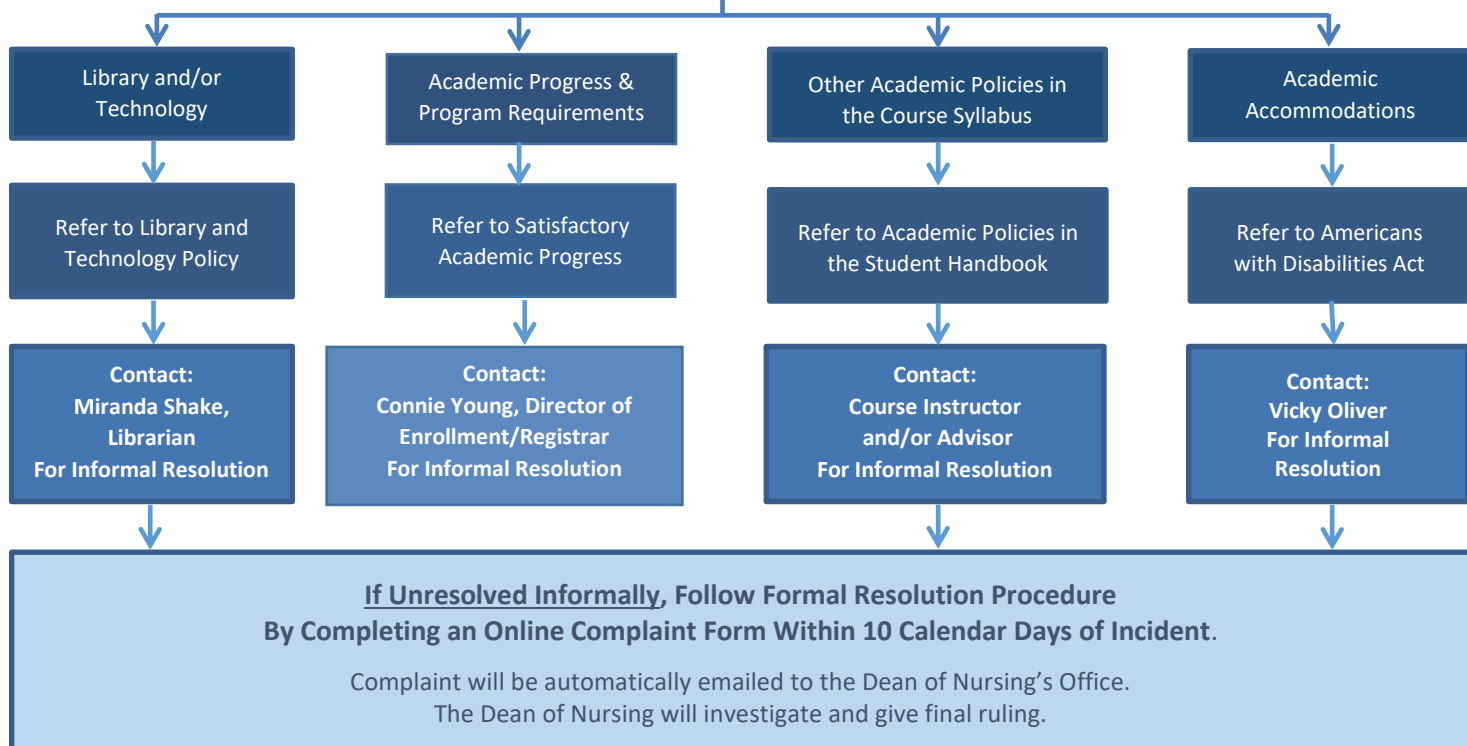 Library and/or
Technology
Academic Progress &
Program Requirements
Other Academic Policies in
the Course Syllabus
Academic
Accommodations
Refer to Library and
Technology Policy
Refer to Satisfactory
Academic Progress
Refer to Academic Policies in
the Student Handbook
Refer to Americans
with Disabilities Act
Contact:
Miranda Shake,
Librarian
For Informal Resolution
Contact:
Connie Young, Director of
Enrollment/Registrar
For Informal Resolution
Contact:
Course Instructor
and/or Advisor
For Informal Resolution
Contact:
Vicky Oliver
For Informal
Resolution
If Unresolved Informally, Follow Formal Resolution Procedure
By Completing an Online Complaint Form Within 10 Calendar Days of Incident.
Complaint will be automatically emailed to the Dean of Nursing’s Office.
The Dean of Nursing will investigate and give final ruling.